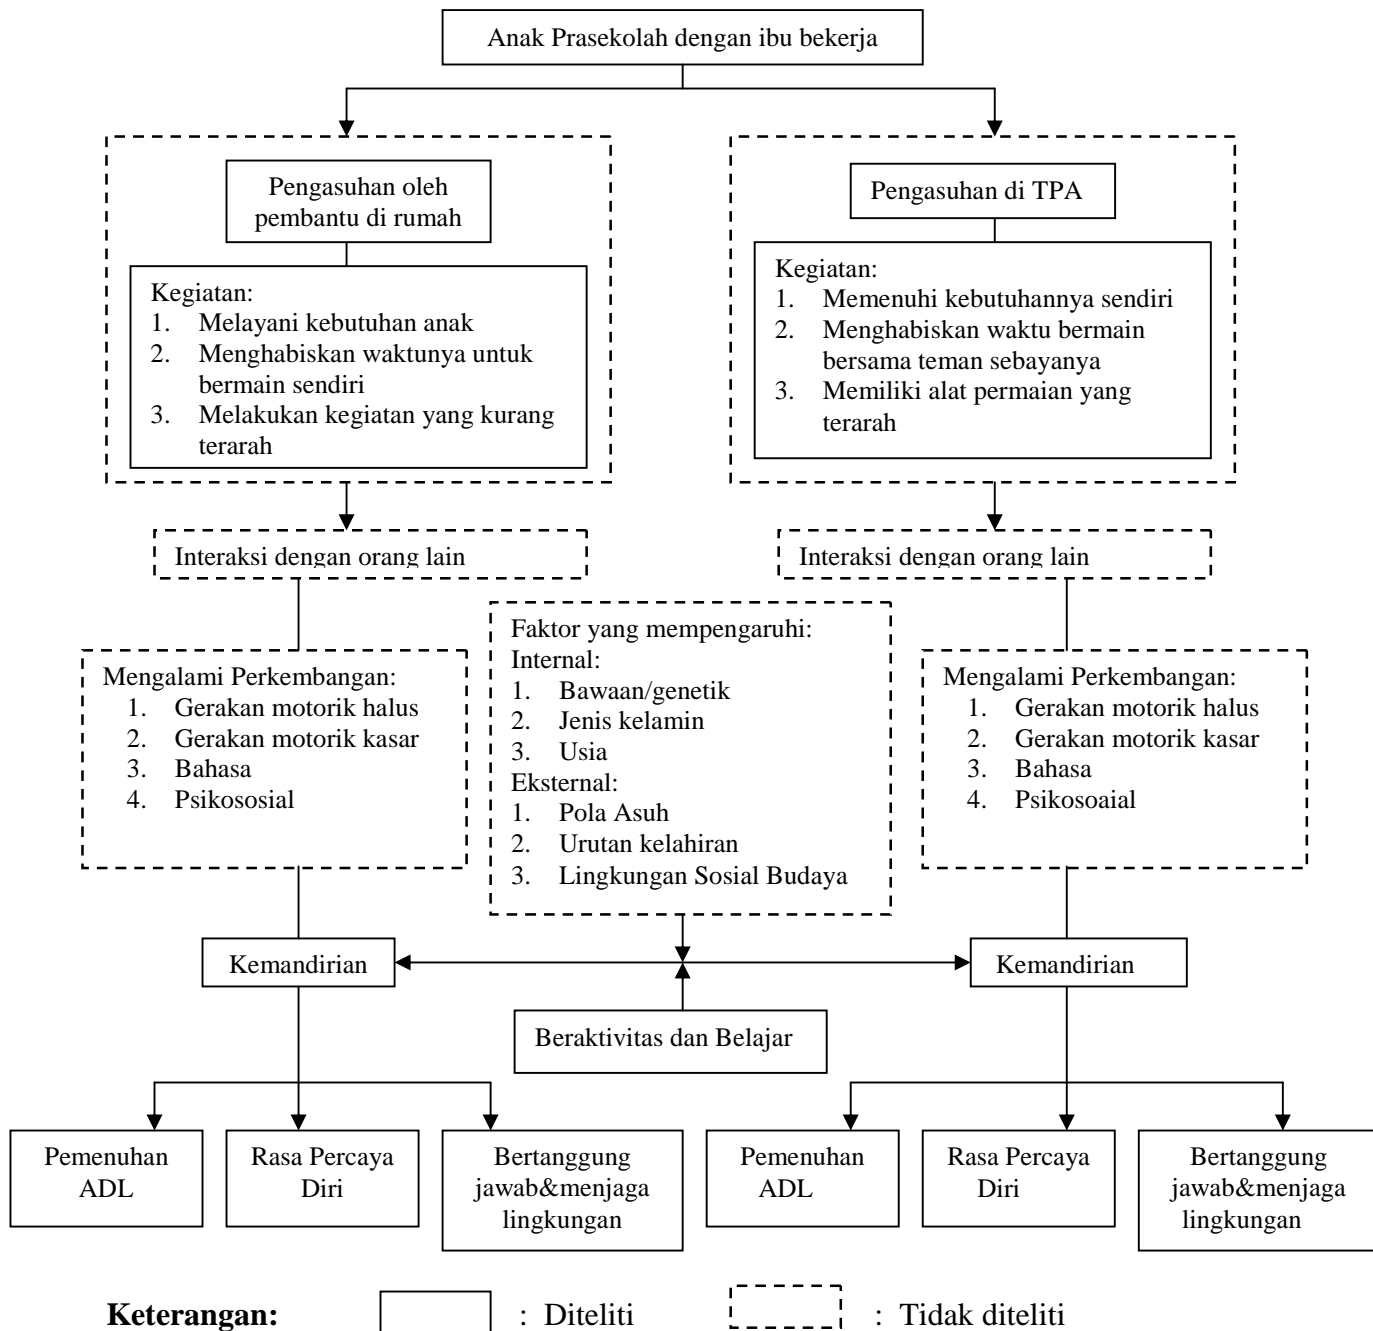 Anak Prasekolah dengan ibu bekerja
Pengasuhan oleh
pembantu di rumah
Kegiatan:
1. Melayani kebutuhan anak
2. Menghabiskan waktunya untuk
bermain sendiri
3. Melakukan kegiatan yang kurang
terarah
Pengasuhan di TPA
Kegiatan:
1. Memenuhi kebutuhannya sendiri
2. Menghabiskan waktu bermain
bersama teman sebayanya
3. Memiliki alat permaian yang
terarah
Interaksi dengan orang lain
Interaksi dengan orang lain
Mengalami Perkembangan:
1. Gerakan motorik halus
2. Gerakan motorik kasar
3. Bahasa
4. Psikososial
Faktor yang mempengaruhi:
Internal:
1. Bawaan/genetik
2. Jenis kelamin
3. Usia
Eksternal:
1. Pola Asuh
2. Urutan kelahiran
3. Lingkungan Sosial Budaya
Mengalami Perkembangan:
1. Gerakan motorik halus
2. Gerakan motorik kasar
3. Bahasa
4. Psikosoaial
Kemandirian
Kemandirian
Beraktivitas dan Belajar
Pemenuhan
ADL
Rasa Percaya
Diri
Bertanggung
jawab&menjaga
lingkungan
Pemenuhan
ADL
Rasa Percaya
Diri
Bertanggung
jawab&menjaga
lingkungan
Keterangan: : Diteliti : Tidak diteliti